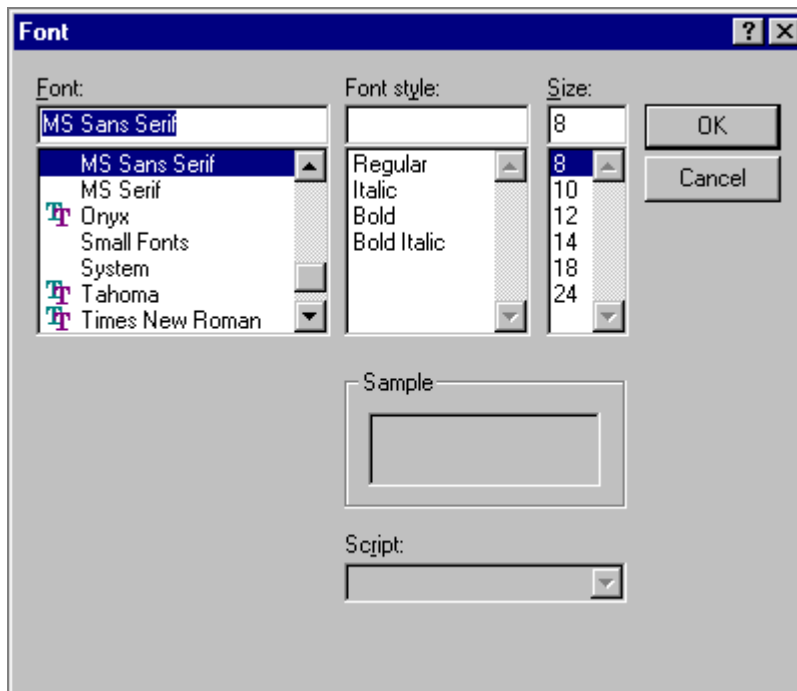 Font
Font:
MS Sans Serif
MS Sans Serif
MS Serif
Onyx
Small Fonts
System
Tahoma
Times New Roman
Font style:
Regular
Italic
Bold
Bold Italic
Size:
8
8
10
12
14
18
24
OK
Cancel
Sample
Script: